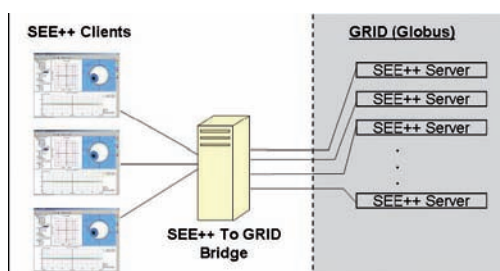 SEE++ Clients
GRID (Globus)
SEE++ Server
SEE++ Server
SEE++ Server
SEE++ Server
SEE++ To GRID
Bridge